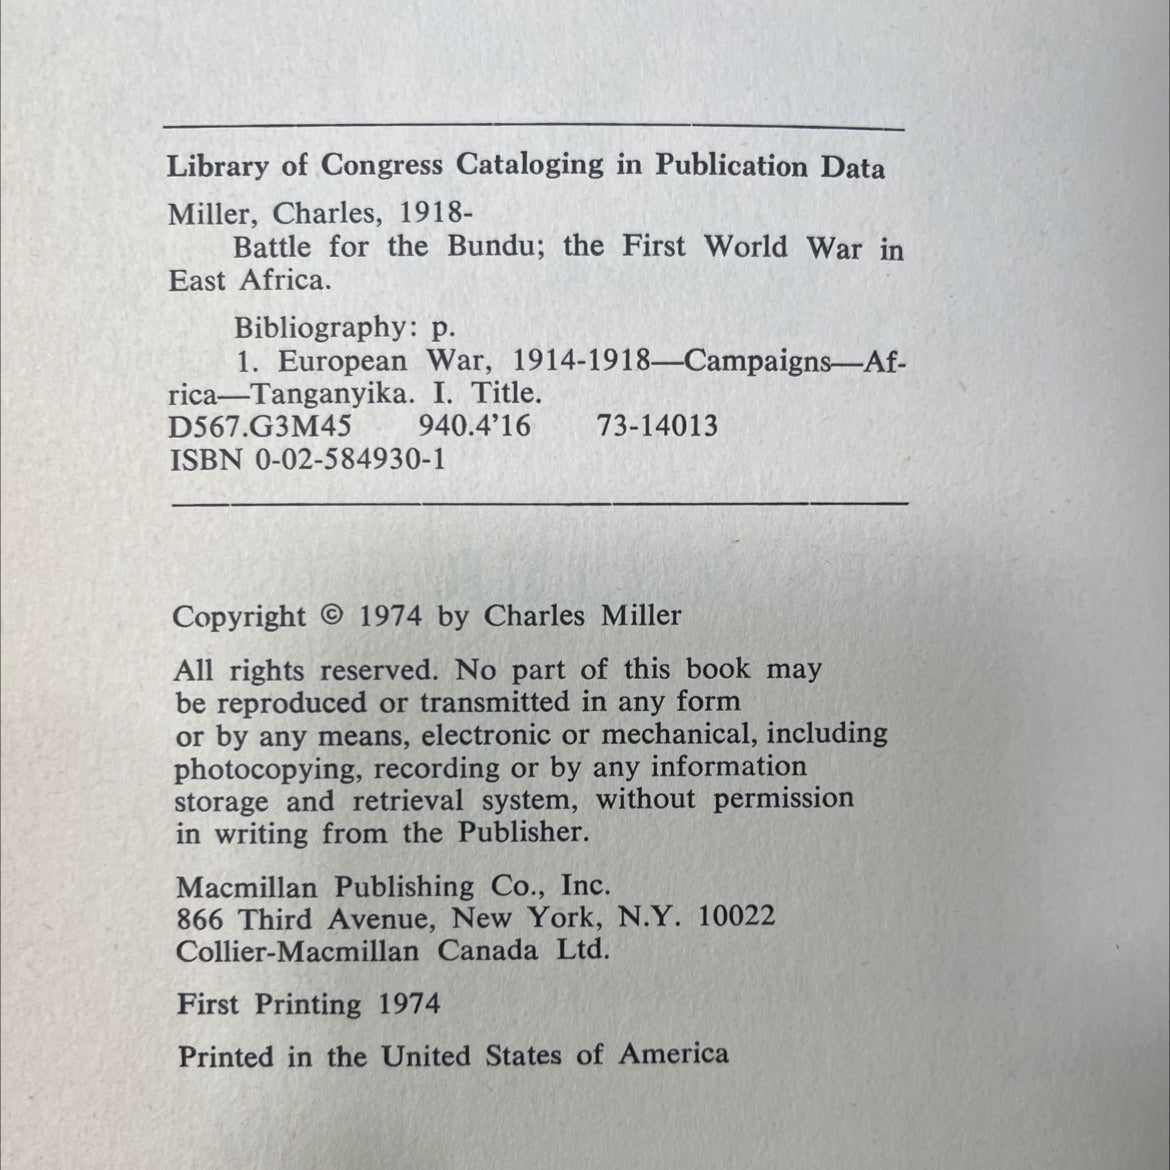 Library of Congress Cataloging in Publication Data
Miller, Charles, 1918-
Battle for the Bundu; the First World War in
East Africa.
Bibliography: p.
1. European War, 1914-1918—Campaigns—Af-
rica—Tanganyika. I. Title.
D567.G3M45 940.4'16 73-14013
ISBN 0-02-584930-1
Copyright © 1974 by Charles Miller
All rights reserved. No part of this book may
be reproduced or transmitted in any form
or by any means, electronic or mechanical, including
photocopying, recording or by any information
storage and retrieval system, without permission
in writing from the Publisher.
Macmillan Publishing Co., Inc.
866 Third Avenue, New York, N.Y. 10022
Collier-Macmillan Canada Ltd.
First Printing 1974
Printed in the United States of America